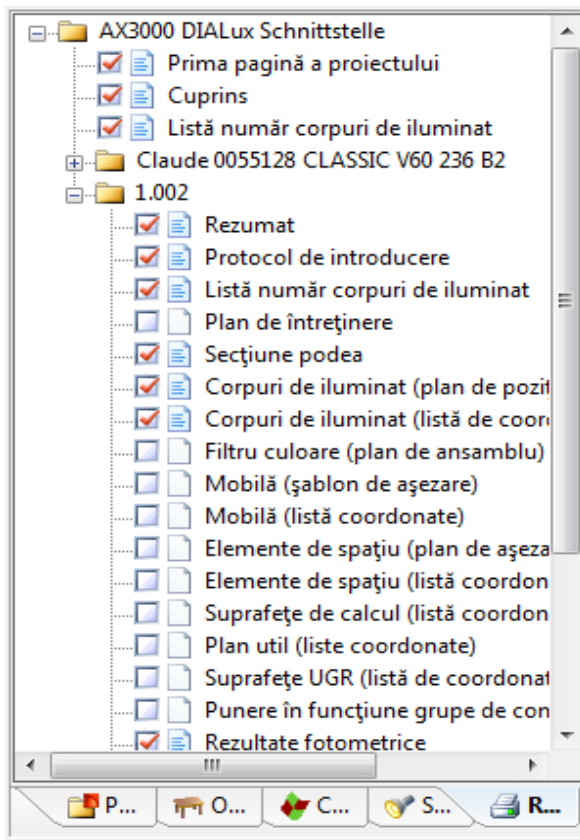 AX3000 DIALux Schnittstelle
Prima pagină a proiectului
Cuprins
Listă număr corpuri de iluminat
Claude 0055128 CLASSIC V60 236 B2
1.002
Rezumat
Protocol de introducere
Listă număr corpuri de iluminat
Plan de întreţinere
Secţiune podea
Corpuri de iluminat (plan de poziţ
Corpuri de iluminat (listă de coor
Filtru culoare (plan de ansamblu)
Mobilă (şablon de aşezare)
Mobilă (listă coordonate)
Elemente de spaţiu (plan de aşeza
Elemente de spaţiu (listă coordon
Suprafeţe de calcul (listă coordon
Plan util (liste coordonate)
Suprafeţe UGR (listă de coordonat
Punere în funcţiune grupe de con
Rezultate fotometrice
P... O... C... S... R...